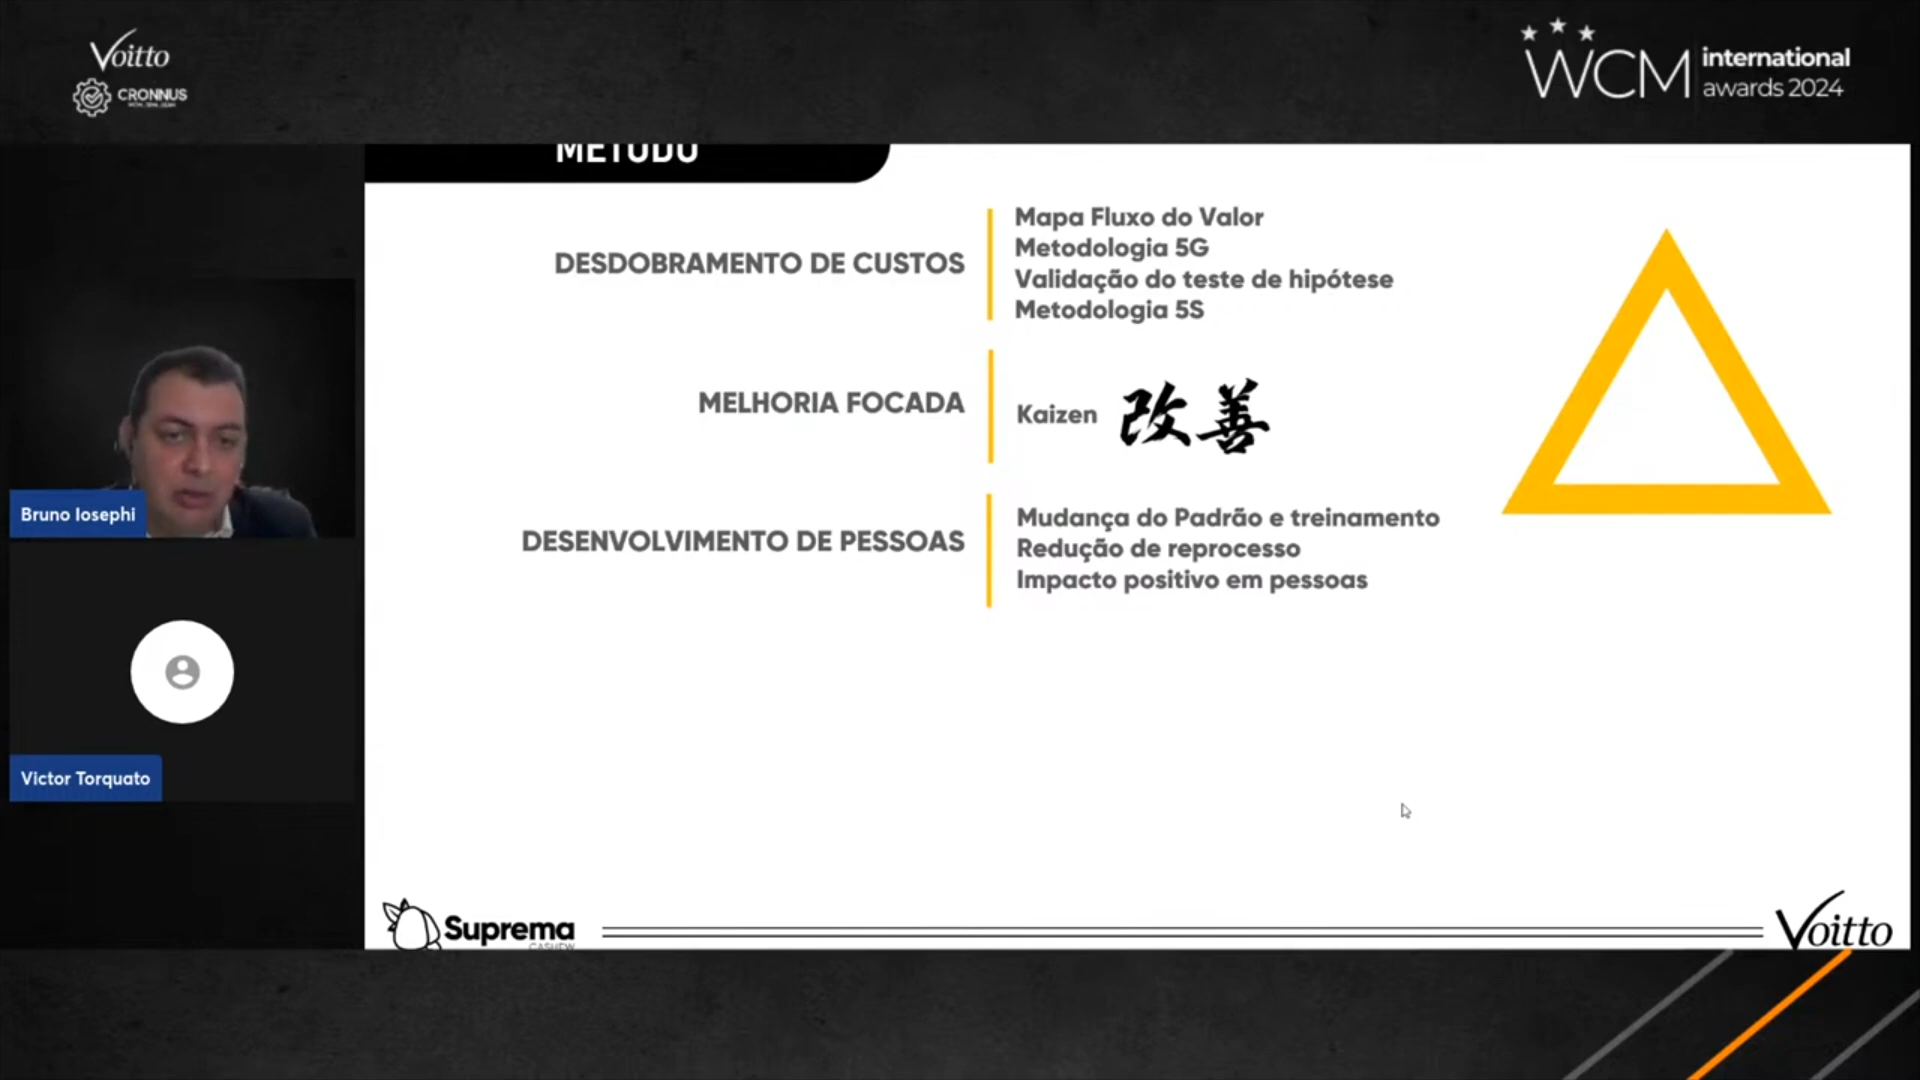 Voitto
CRONNUS
WCM international
awards 2024
MÉTODO
DESDOBRAMENTO DE CUSTOS
Mapa Fluxo do Valor
Metodologia 5G
Validação do teste de hipótese
Metodologia 5S
MELHORIA FOCADA
Kaizen 改善
DESENVOLVIMENTO DE PESSOAS
Mudança do Padrão e treinamento
Redução de reprocesso
Impacto positivo em pessoas
Bruno Iosephi
Victor Torquato
Suprema
CASHEW
Voitto